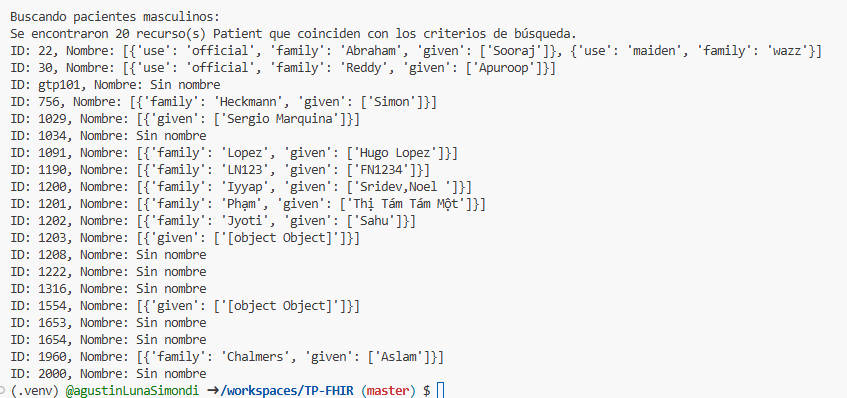 Buscando pacientes masculinos:
Se encontraron 20 recurso(s) Patient que coinciden con los criterios de búsqueda.
ID: 22, Nombre: [{'use': 'official', 'family': 'Abraham', 'given': ['Sooraj']}, {'use': 'maiden', 'family': 'wazz'}]
ID: 30, Nombre: [{'use': 'official', 'family': 'Reddy', 'given': ['Apuroop']}]
ID: gtp101, Nombre: Sin nombre
ID: 756, Nombre: [{'family': 'Heckmann', 'given': ['Simon']}]
ID: 1029, Nombre: [{'given': ['Sergio Marquina']}]
ID: 1034, Nombre: Sin nombre
ID: 1091, Nombre: [{'family': 'Lopez', 'given': ['Hugo Lopez']}]
ID: 1190, Nombre: [{'family': 'LN123', 'given': ['FN1234']}]
ID: 1200, Nombre: [{'family': 'Iyyap', 'given': ['Sridev,Noel ']}]
ID: 1201, Nombre: [{'family': 'Phạm', 'given': ['Thị Tám Tám Một']}]
ID: 1202, Nombre: [{'family': 'Jyoti', 'given': ['Sahu']}]
ID: 1203, Nombre: [{'given': ['[object Object]']}]
ID: 1208, Nombre: Sin nombre
ID: 1222, Nombre: Sin nombre
ID: 1316, Nombre: Sin nombre
ID: 1554, Nombre: [{'given': ['[object Object]']}]
ID: 1653, Nombre: Sin nombre
ID: 1654, Nombre: Sin nombre
ID: 1960, Nombre: [{'family': 'Chalmers', 'given': ['Aslam']}]
ID: 2000, Nombre: Sin nombre
(.venv) @agustinLunaSimondi ➜/workspaces/TP-FHIR (master) $